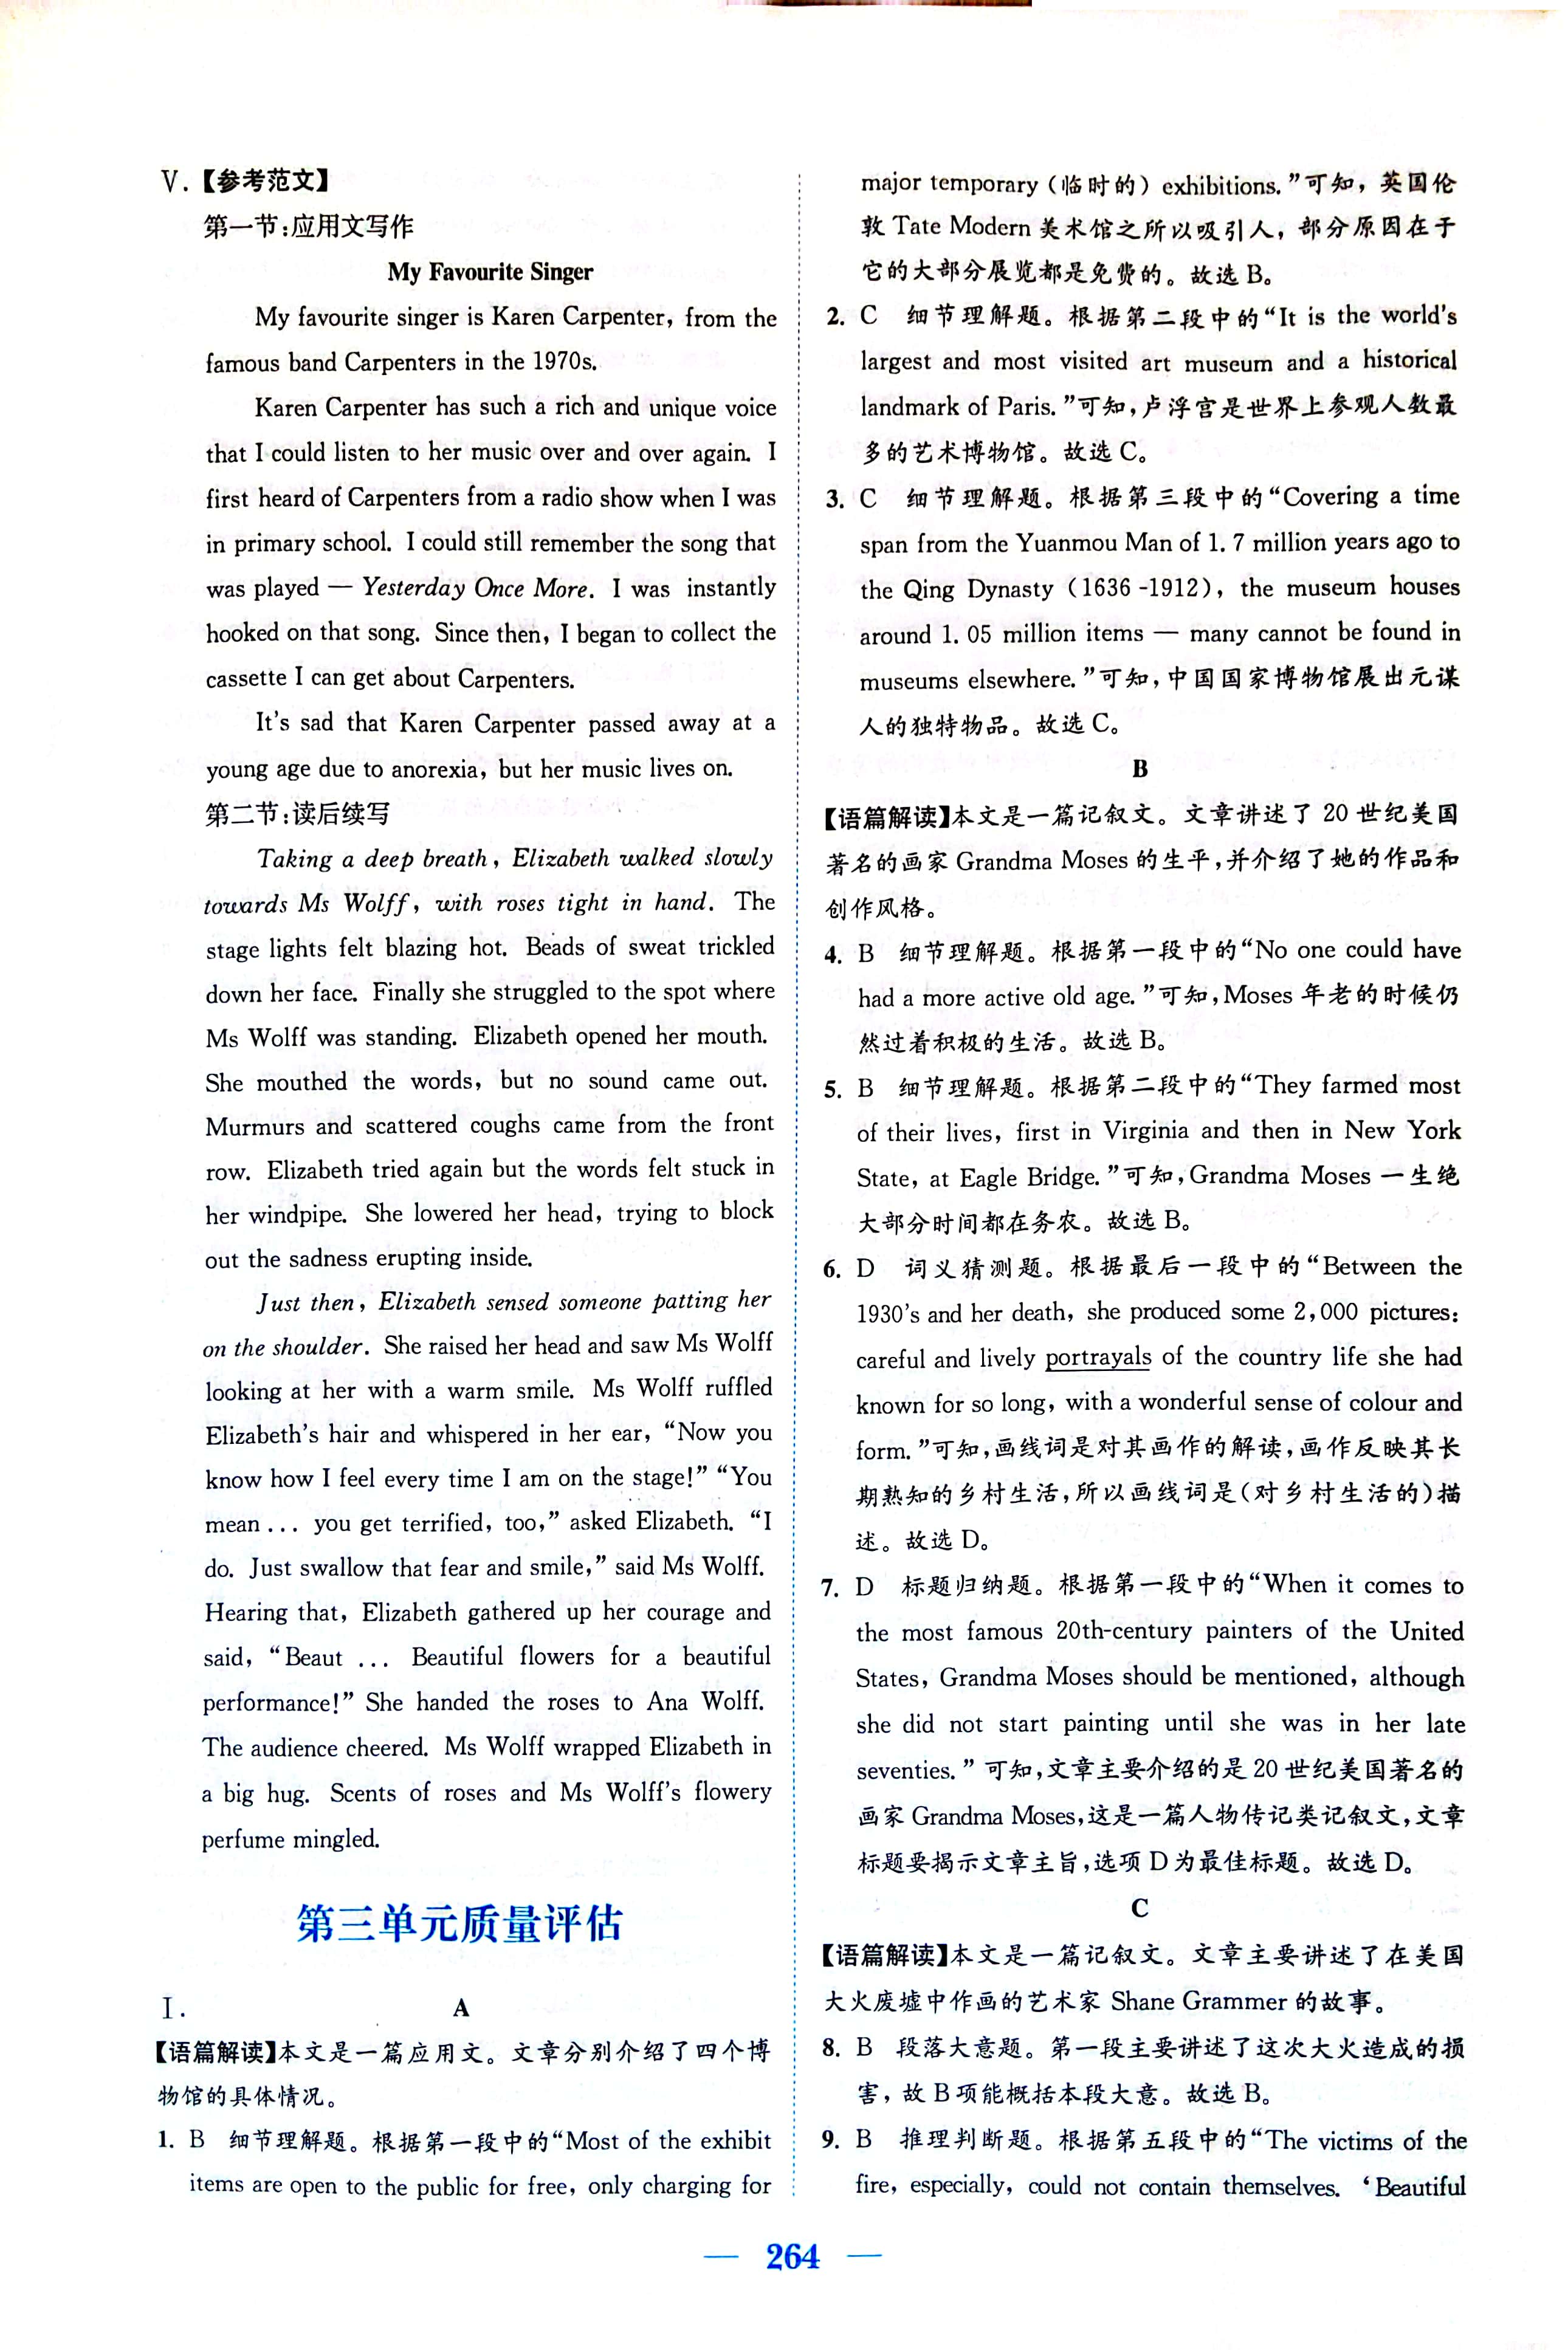 V.【参考范文】
第一节:应用文写作
My Favourite Singer
My favourite singer is Karen Carpenter, from the
famous band Carpenters in the 1970s.
Karen Carpenter has such a rich and unique voice
that I could listen to her music over and over again. I
first heard of Carpenters from a radio show when I was
in primary school. I could still remember the song that
was played — Yesterday Once More. I was instantly
hooked on that song. Since then, I began to collect the
cassette I can get about Carpenters.
It's sad that Karen Carpenter passed away at a
young age due to anorexia, but her music lives on.
第二节:读后续写
Taking a deep breath, Elizabeth walked slowly
towards Ms Wolff, with roses tight in hand. The
stage lights felt blazing hot. Beads of sweat trickled
down her face. Finally she struggled to the spot where
Ms Wolff was standing. Elizabeth opened her mouth.
She mouthed the words, but no sound came out.
Murmurs and scattered coughs came from the front
row. Elizabeth tried again but the words felt stuck in
her windpipe. She lowered her head, trying to block
out the sadness erupting inside.
Just then, Elizabeth sensed someone patting her
on the shoulder. She raised her head and saw Ms Wolff
looking at her with a warm smile. Ms Wolff ruffled
Elizabeth's hair and whispered in her ear, “Now you
know how I feel every time I am on the stage!” “You
mean ... you get terrified, too,” asked Elizabeth. “I
do. Just swallow that fear and smile,” said Ms Wolff.
Hearing that, Elizabeth gathered up her courage and
said, “Beaut ... Beautiful flowers for a beautiful
performance!” She handed the roses to Ana Wolff.
The audience cheered. Ms Wolff wrapped Elizabeth in
a big hug. Scents of roses and Ms Wolff's flowery
perfume mingled.
第三单元质量评估
I.
A
【语篇解读】本文是一篇应用文。文章分别介绍了四个博
物馆的具体情况。
1. B 细节理解题。根据第一段中的“Most of the exhibit
items are open to the public for free, only charging for
major temporary (临时的) exhibitions.”可知,英国伦
敦 Tate Modern 美术馆之所以吸引人,部分原因在于
它的大部分展览都是免费的。故选 B。
2. C 细节理解题。根据第二段中的“It is the world's
largest and most visited art museum and a historical
landmark of Paris.”可知,卢浮宫是世界上参观人数最
多的艺术博物馆。故选 C。
3. C 细节理解题。根据第三段中的“Covering a time
span from the Yuanmou Man of 1.7 million years ago to
the Qing Dynasty (1636-1912), the museum houses
around 1.05 million items — many cannot be found in
museums elsewhere.”可知,中国国家博物馆展出元谋
人的独特物品。故选 C。
B
【语篇解读】本文是一篇记叙文。文章讲述了 20 世纪美国
著名的画家 Grandma Moses 的生平,并介绍了她的作品和
创作风格。
4. B 细节理解题。根据第一段中的“No one could have
had a more active old age.”可知,Moses 年老的时候仍
然过着积极的生活。故选 B。
5. B 细节理解题。根据第二段中的“They farmed most
of their lives, first in Virginia and then in New York
State, at Eagle Bridge.”可知,Grandma Moses 一生绝
大部分时间都在务农。故选 B。
6. D 词义猜测题。根据最后一段中的“Between the
1930's and her death, she produced some 2,000 pictures:
careful and lively portrayals of the country life she had
known for so long, with a wonderful sense of colour and
form.”可知,画线词是对其画作的解读,画作反映其长
期熟知的乡村生活,所以画线词是(对乡村生活的)描
述。故选 D。
7. D 标题归纳题。根据第一段中的“When it comes to
the most famous 20th-century painters of the United
States, Grandma Moses should be mentioned, although
she did not start painting until she was in her late
seventies.”可知,文章主要介绍的是 20 世纪美国著名的
画家 Grandma Moses,这是一篇人物传记类记叙文,文章
标题要揭示文章主旨,选项 D 为最佳标题。故选 D。
C
【语篇解读】本文是一篇记叙文。文章主要讲述了在美国
大火废墟中作画的艺术家 Shane Grammer 的故事。
8. B 段落大意题。第一段主要讲述了这次大火造成的损
害,故 B 项能概括本段大意。故选 B。
9. B 推理判断题。根据第五段中的“The victims of the
fire, especially, could not contain themselves. ‘Beautiful
— 264 —